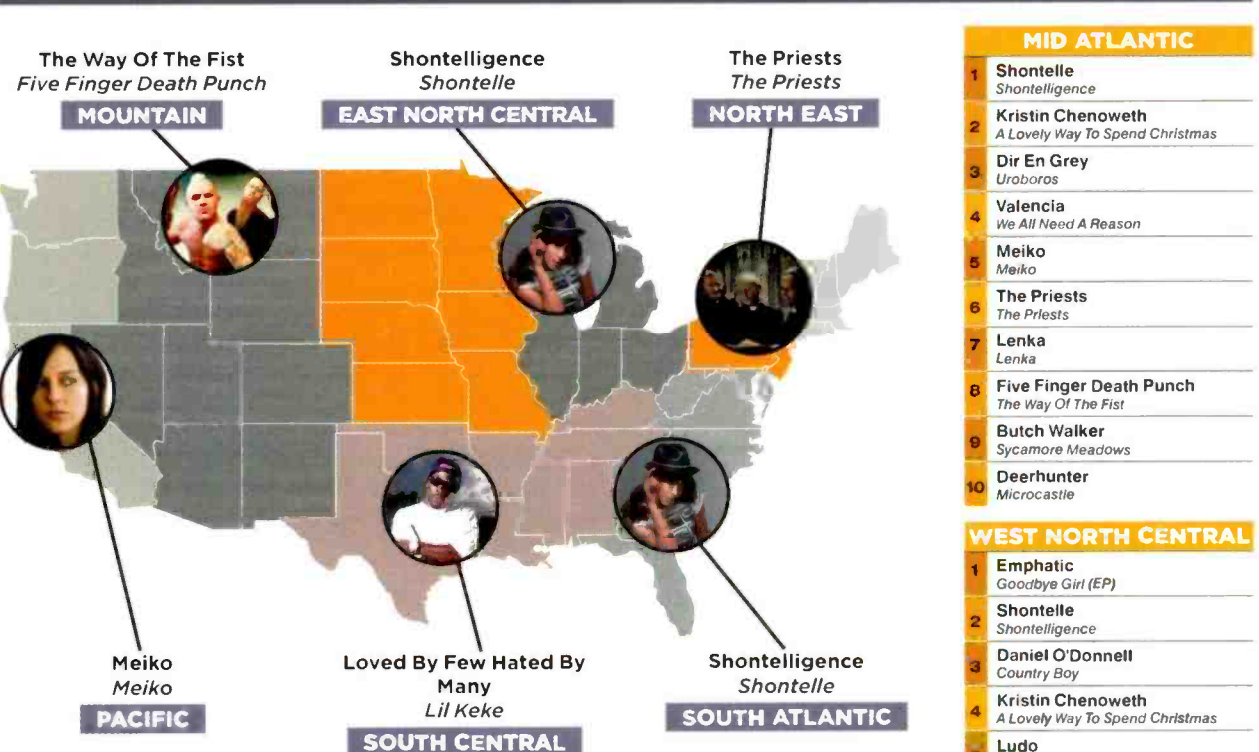 The Way Of The Fist
Five Finger Death Punch
MOUNTAIN
Shontelligence
Shontelle
EAST NORTH CENTRAL
The Priests
The Priests
NORTH EAST
Meiko
Meiko
PACIFIC
Loved By Few Hated By
Many
Lil Keke
SOUTH CENTRAL
Shontelligence
Shontelle
SOUTH ATLANTIC
MID ATLANTIC
1 Shontelle
Shontelligence
2 Kristin Chenoweth
A Lovely Way To Spend Christmas
3 Dir En Grey
Uroboros
4 Valencia
We All Need A Reason
5 Meiko
Meiko
6 The Priests
The Priests
7 Lenka
Lenka
8 Five Finger Death Punch
The Way Of The Fist
9 Butch Walker
Sycamore Meadows
10 Deerhunter
Microcastle
WEST NORTH CENTRAL
1 Emphatic
Goodbye Girl (EP)
2 Shontelle
Shontelligence
3 Daniel O'Donnell
Country Boy
4 Kristin Chenoweth
A Lovely Way To Spend Christmas
Ludo